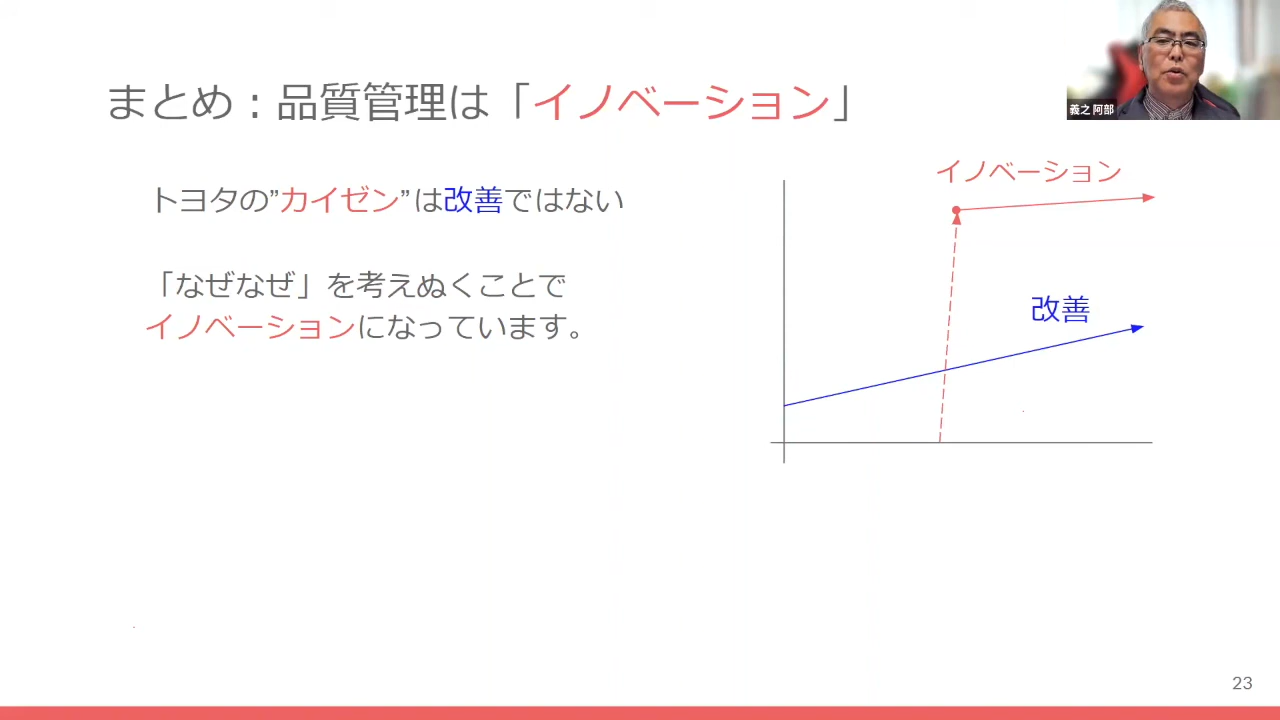 まとめ：品質管理は「イノベーション」
義之 阿部
トヨタの”カイゼン”は改善ではない
「なぜなぜ」を考えぬくことで
イノベーションになっています。
イノベーション
改善
23